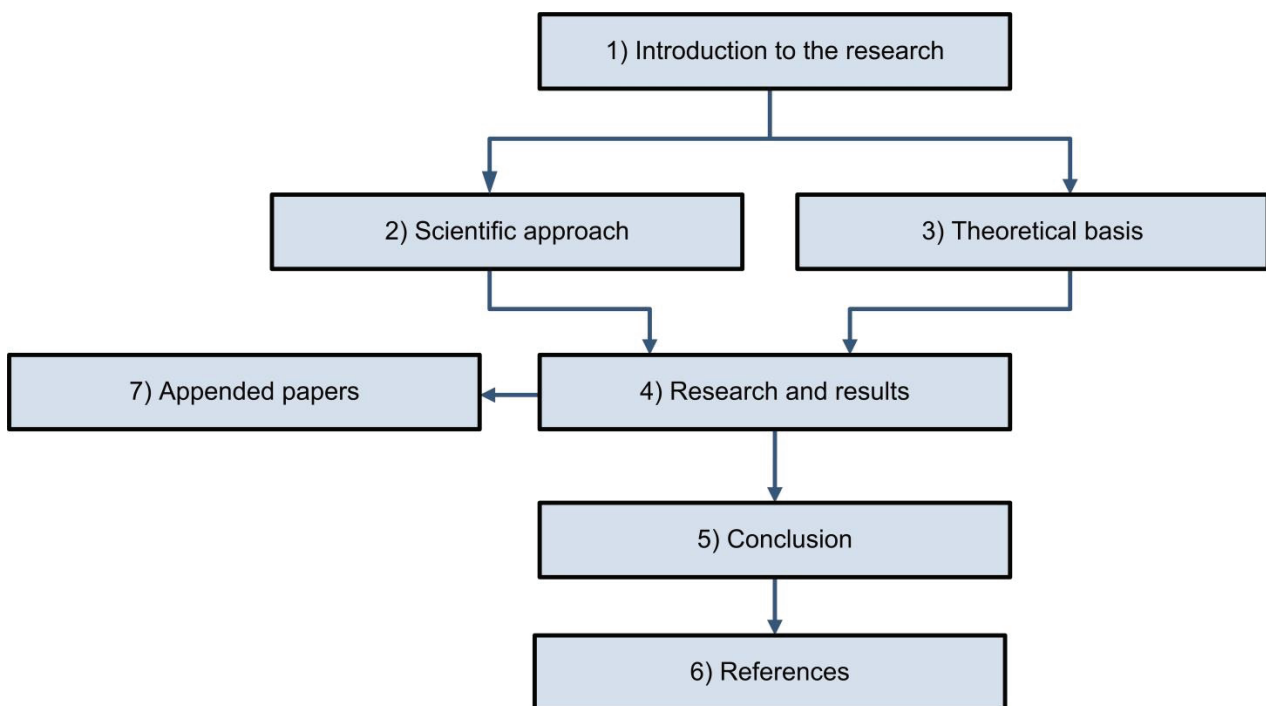 1) Introduction to the research
2) Scientific approach
3) Theoretical basis
7) Appended papers
4) Research and results
5) Conclusion
6) References